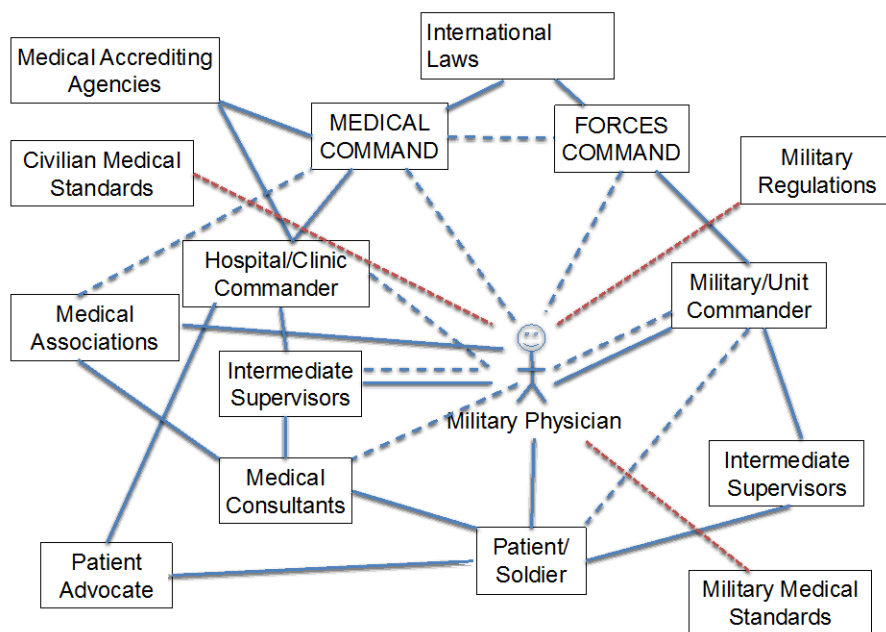 International
Laws
Medical Accrediting
Agencies
MEDICAL
COMMAND
FORCES
COMMAND
Civilian Medical
Standards
Military
Regulations
Hospital/Clinic
Commander
Military/Unit
Commander
Medical
Associations
Intermediate
Supervisors
Military Physician
Medical
Consultants
Intermediate
Supervisors
Patient/
Soldier
Patient
Advocate
Military Medical
Standards